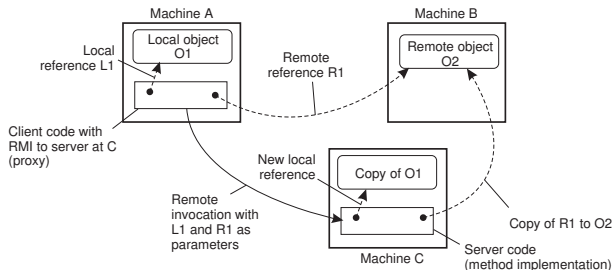 Machine A
Machine B
Local object
O1
Remote object
O2
Local
reference L1
Remote
reference R1
Client code with
RMI to server at C
(proxy)
New local
reference
Copy of O1
Remote
invocation with
L1 and R1 as
parameters
Copy of R1 to O2
Machine C
Server code
(method implementation)